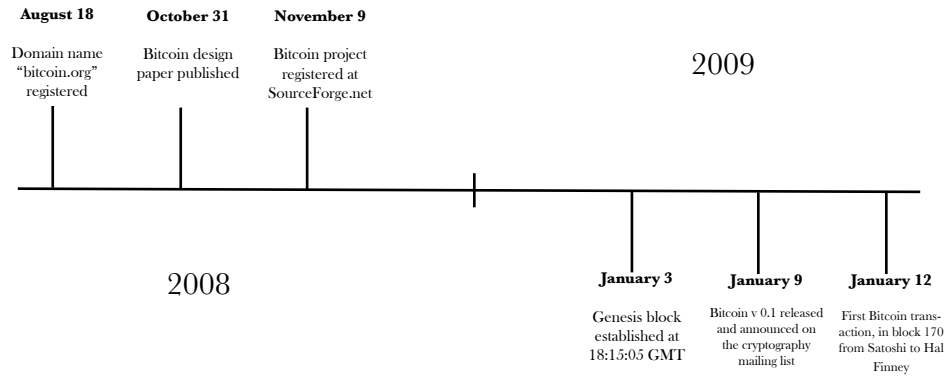 August 18
Domain name
“bitcoin.org”
registered
October 31
Bitcoin design
paper published
November 9
Bitcoin project
registered at
SourceForge.net
2009
2008
January 3
Genesis block
established at
18:15:05 GMT
January 9
Bitcoin v 0.1 released
and announced on
the cryptography
mailing list
January 12
First Bitcoin trans-
action, in block 170
from Satoshi to Hal
Finney